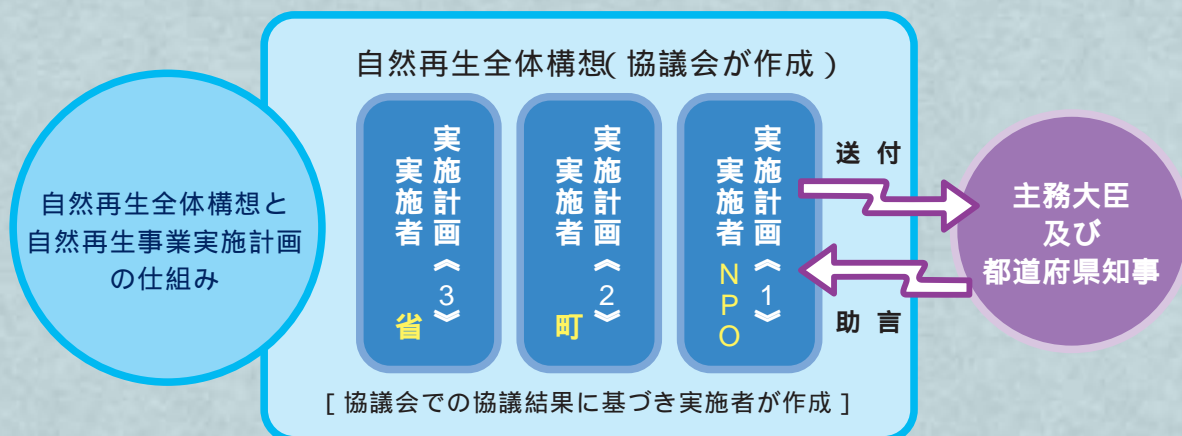 自然再生全体構想と
自然再生事業実施計画
の仕組み
自然再生全体構想(協議会が作成)
実施計画《1》
実施者 NPO
実施計画《2》
実施者 町
実施計画《3》
実施者 省
[協議会での協議結果に基づき実施者が作成]
送付
助言
主務大臣
及び
都道府県知事